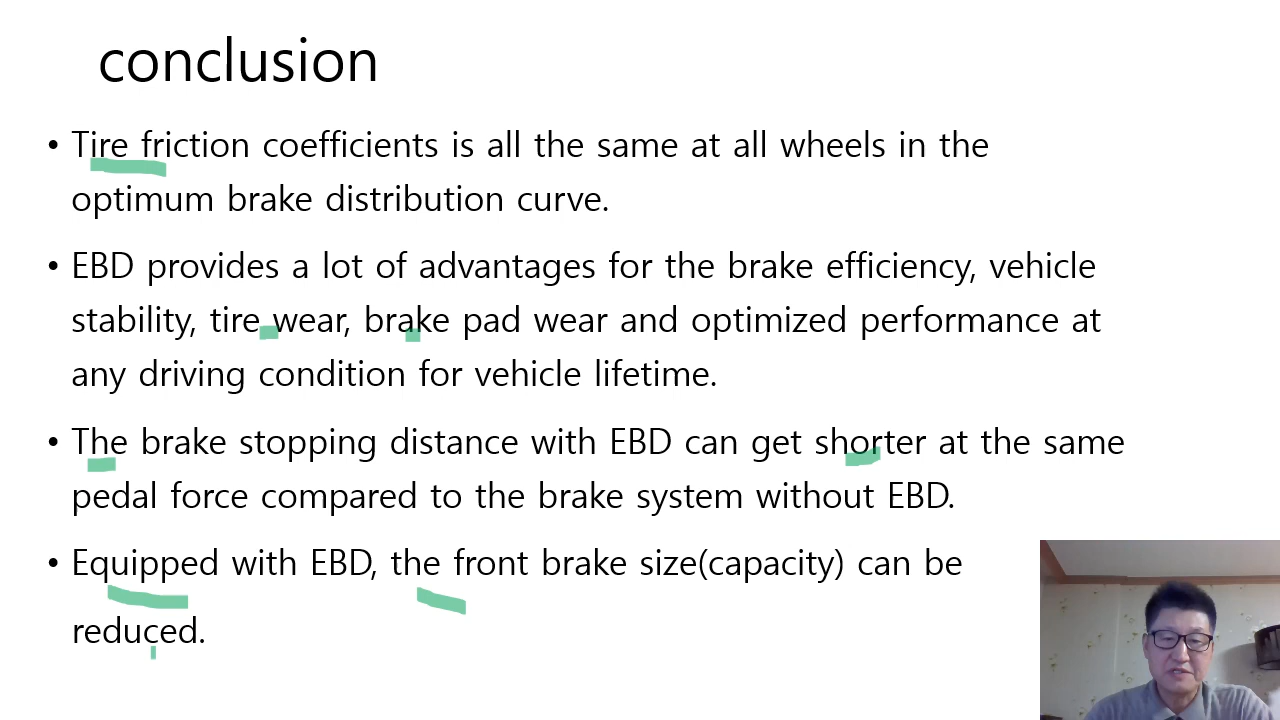 conclusion
• Tire friction coefficients is all the same at all wheels in the
optimum brake distribution curve.
• EBD provides a lot of advantages for the brake efficiency, vehicle
stability, tire wear, brake pad wear and optimized performance at
any driving condition for vehicle lifetime.
• The brake stopping distance with EBD can get shorter at the same
pedal force compared to the brake system without EBD.
• Equipped with EBD, the front brake size(capacity) can be
reduced.